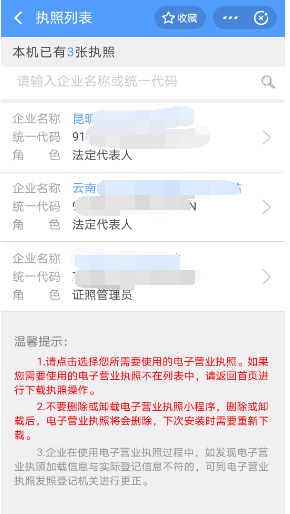 执照列表
收藏
本机已有3张执照
请输入企业名称或统一代码
企业名称 昆明
统一代码 91
角 色 法定代表人
企业名称 云南
统一代码 9 N
角 色 法定代表人
企业名称
统一代码
角 色 证照管理员
温馨提示：
1.请点击选择您所需要使用的电子营业执照。如果
您需要使用的电子营业执照不在列表中，请返回首页进
行下载执照操作。
2.不要删除或卸载电子营业执照小程序，删除或卸
载后，电子营业执照将会删除，下次安装时需要重新下
载。
3.企业在使用电子营业执照过程中，如发现电子营
业执照加载信息与实际登记信息不符的，可到电子营业
执照发照登记机关进行更正。